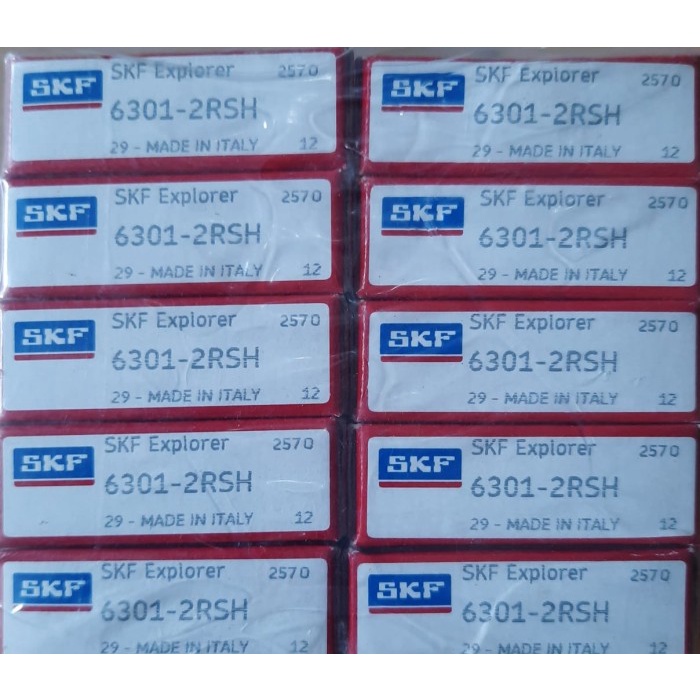 SKF SKF Explorer 2570
6301-2RSH
29 - MADE IN ITALY 12
SKF SKF Explorer 2570
6301-2RSH
29 - MADE IN ITALY 12
SKF SKF Explorer 2570
6301-2RSH
29 - MADE IN ITALY 12
SKF SKF Explorer 2570
6301-2RSH
29 - MADE IN ITALY 12
SKF SKF Explorer 2570
6301-2RSH
29 - MADE IN ITALY 12
SKF SKF Explorer 2570
6301-2RSH
29 - MADE IN ITALY 12
SKF SKF Explorer 2570
6301-2RSH
29 - MADE IN ITALY 12
SKF SKF Explorer 2570
6301-2RSH
29 - MADE IN ITALY 12
SKF SKF Explorer 2570
6301-2RSH
29 - MADE IN ITALY 12
SKF SKF Explorer 2570
6301-2RSH
29 - MADE IN ITALY 12